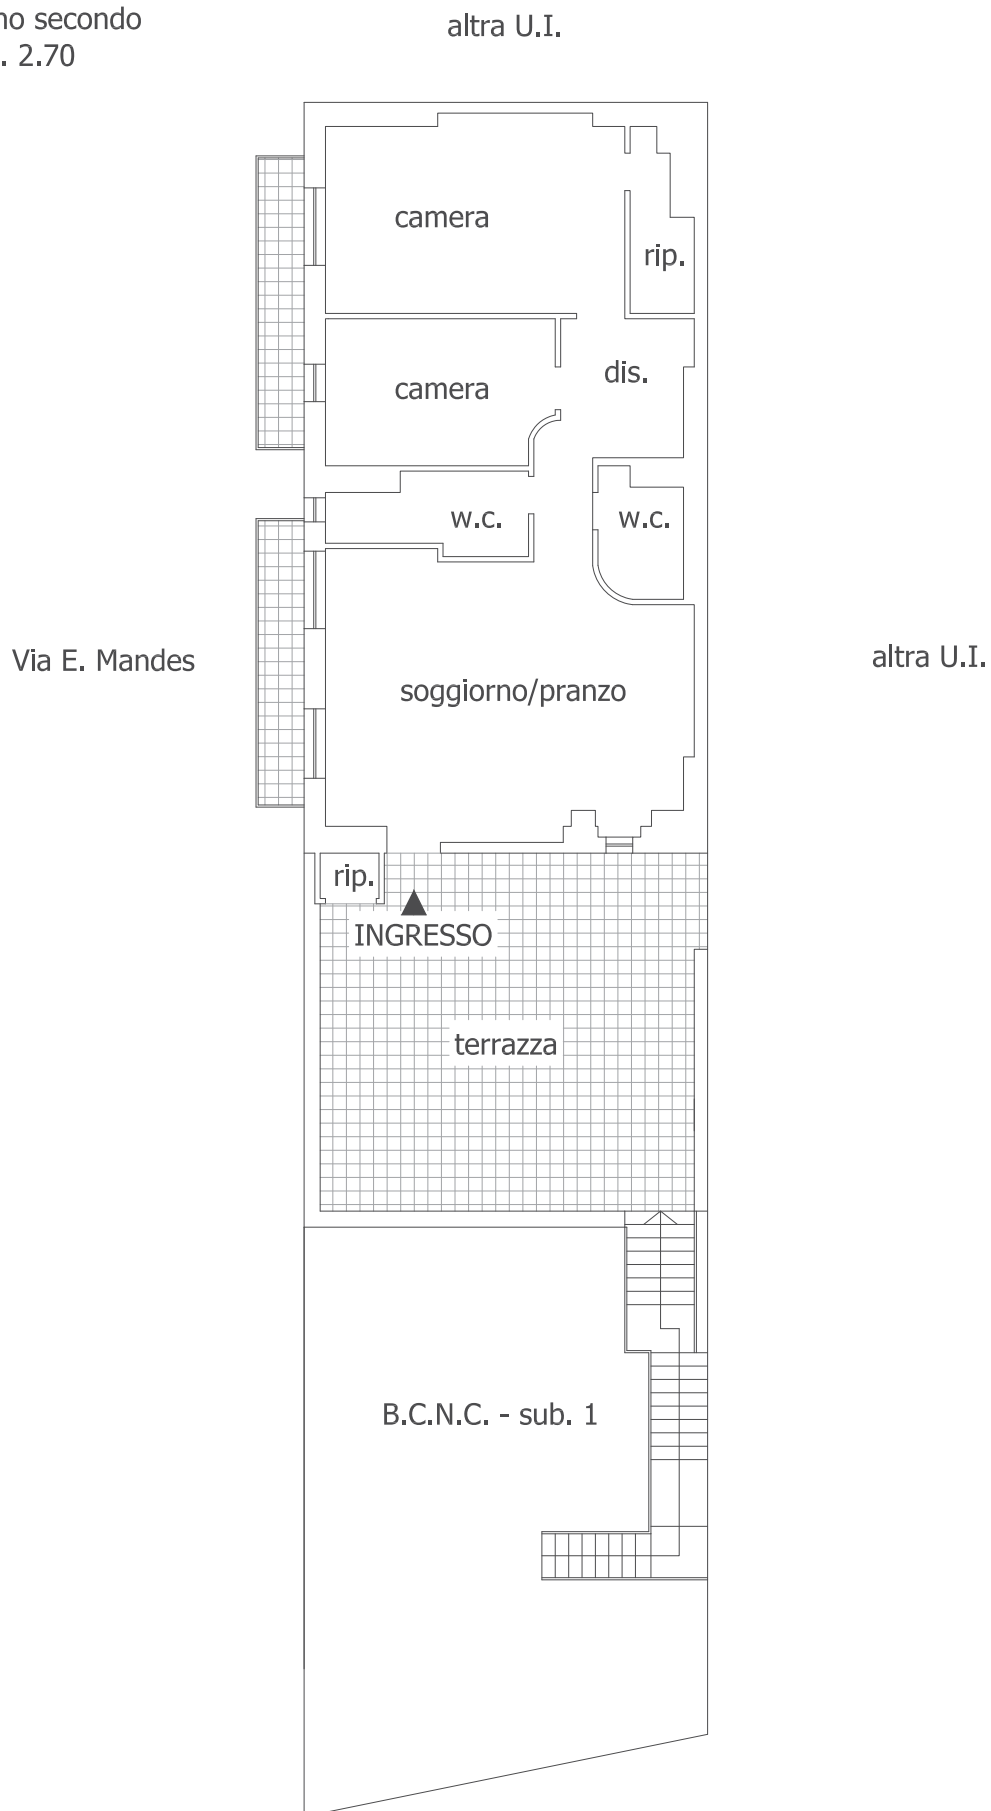 no secondo
altra U.I.
. 2.70
camera
rip.
camera
dis.
w.c.
w.c.
Via E. Mandes
altra U.I.
soggiorno/pranzo
rip.
INGRESSO
terrazza
B.C.N.C. - sub. 1